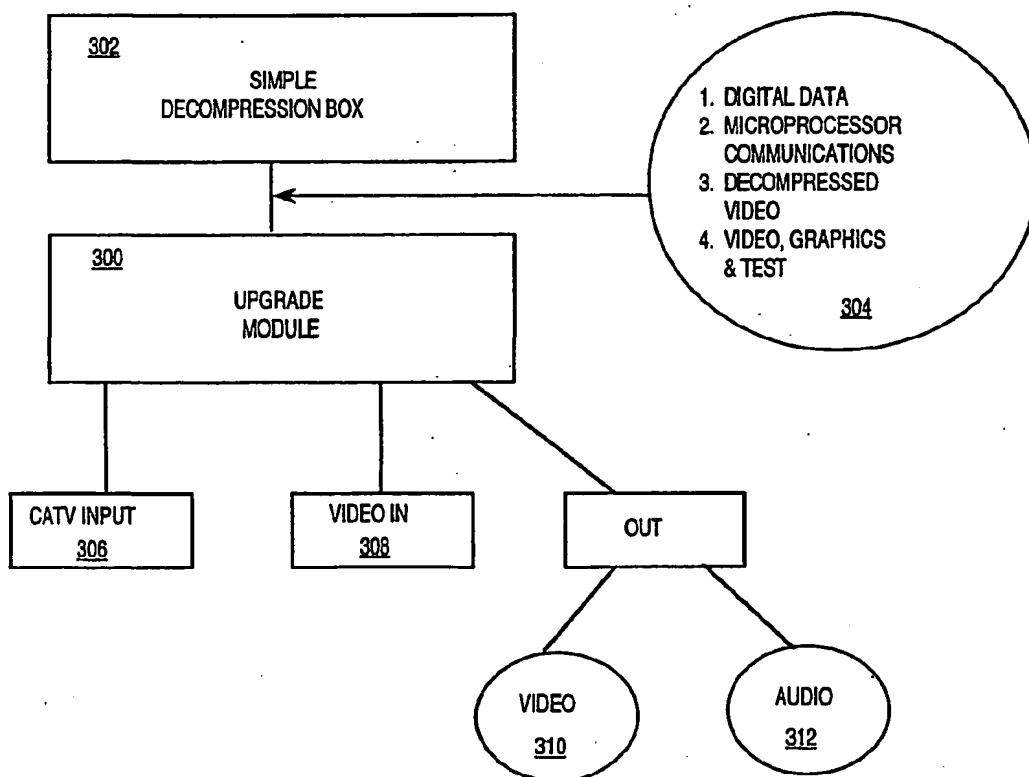 302
SIMPLE
DECOMPRESSION BOX
1. DIGITAL DATA
2. MICROPROCESSOR
COMMUNICATIONS
3. DECOMPRESSED
VIDEO
4. VIDEO, GRAPHICS
& TEST
304
300
UPGRADE
MODULE
CATV INPUT
306
VIDEO IN
308
OUT
VIDEO
310
AUDIO
312